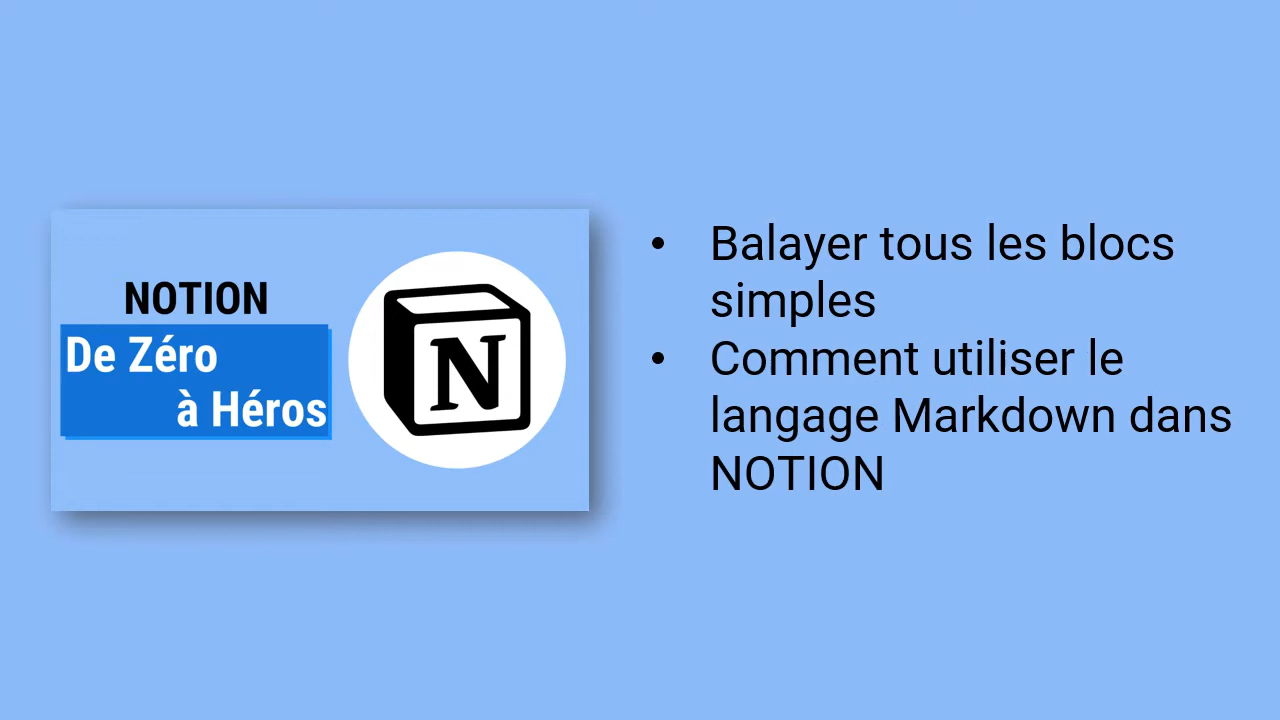 NOTION
De Zéro
à Héros
N
• Balayer tous les blocs
simples
• Comment utiliser le
langage Markdown dans
NOTION